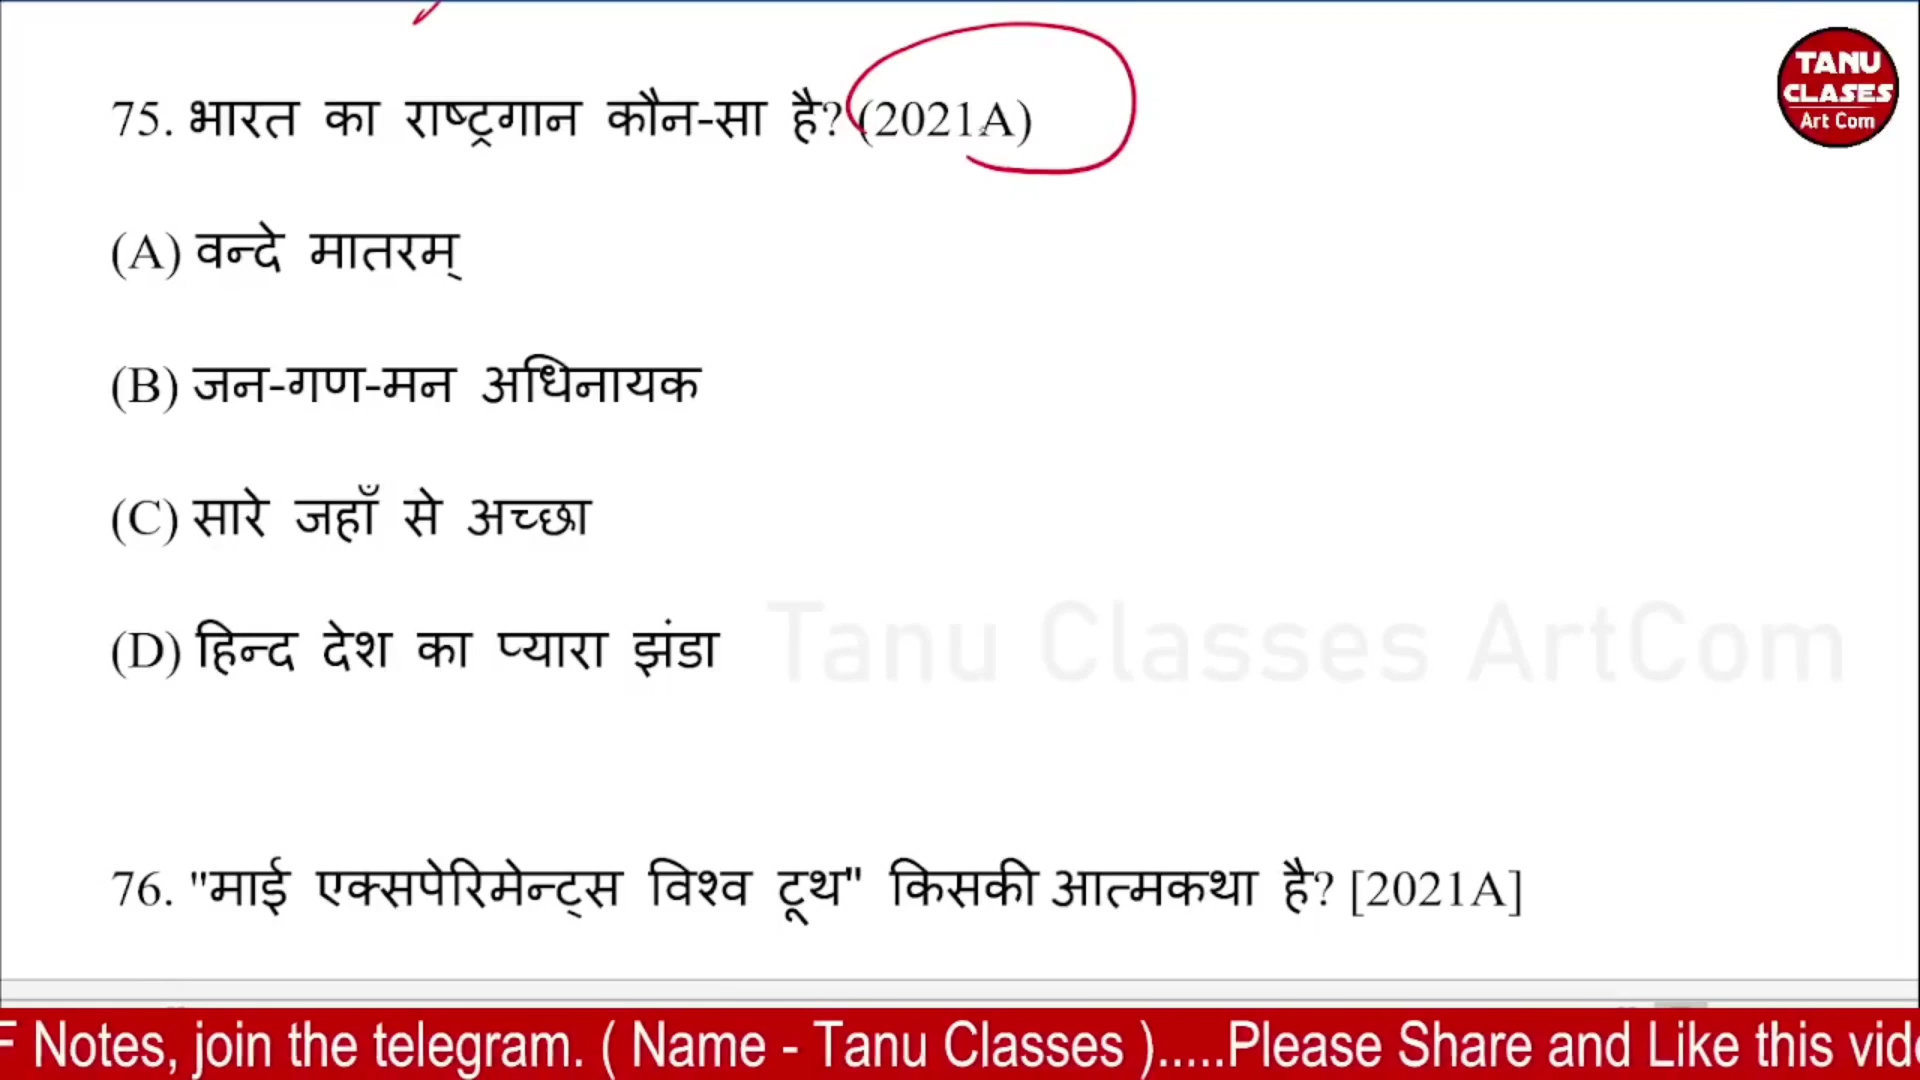 TANU
CLASES
Art Com
75. भारत का राष्ट्रगान कौन-सा है? (2021A)
(A) वन्दे मातरम्
(B) जन-गण-मन अधिनायक
(C) सारे जहाँ से अच्छा
(D) हिन्द देश का प्यारा झंडा
Tanu Classes ArtCom
76. "माई एक्सपेरिमेन्ट्स विश्व टूथ" किसकी आत्मकथा है? [2021A]
F Notes, join the telegram. ( Name - Tanu Classes ).....Please Share and Like this vid